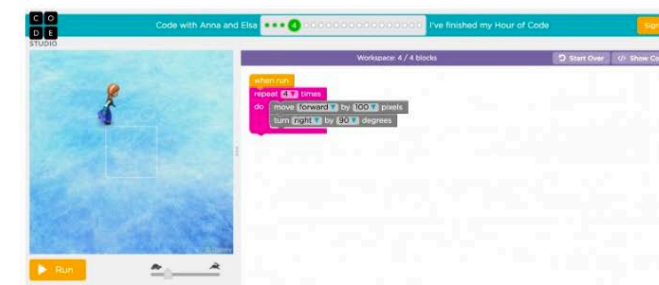 C O
D E
STUDIO
Code with Anna and Elsa 4 I've finished my Hour of Code Sign
Workspace: 4 / 4 blocks Start Over Show Co
when run
repeat 4 times
do move forward by 100 pixels
turn right by 90 degrees
Run